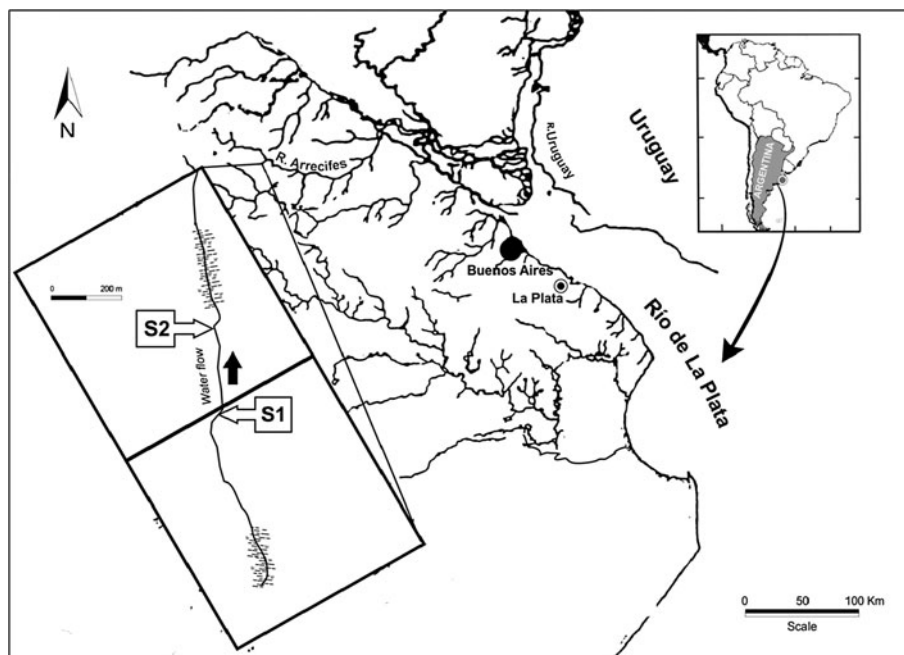 N
R. Arrecifes
R.Uruguay
Uruguay
ARGENTINA
Buenos Aires
La Plata
Río de La Plata
0 200 m
S2
Water flow
S1
0 50 100 Km
Scale